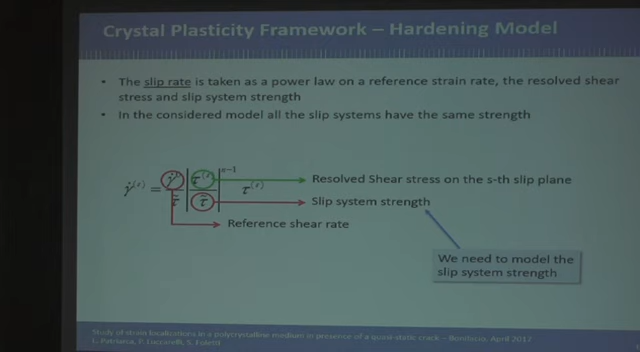 Crystal Plasticity Framework – Hardening Model
• The slip rate is taken as a power law on a reference strain rate, the resolved shear
stress and slip system strength
• In the considered model all the slip systems have the same strength
Resolved Shear stress on the s-th slip plane
Slip system strength
Reference shear rate
We need to model the
slip system strength
Study of strain localisations in a polycrystalline medium in presence of a quasi-static crack – Bonifacio, April 2017
L. Patriarca, P. Luccarelli, S. Foletti